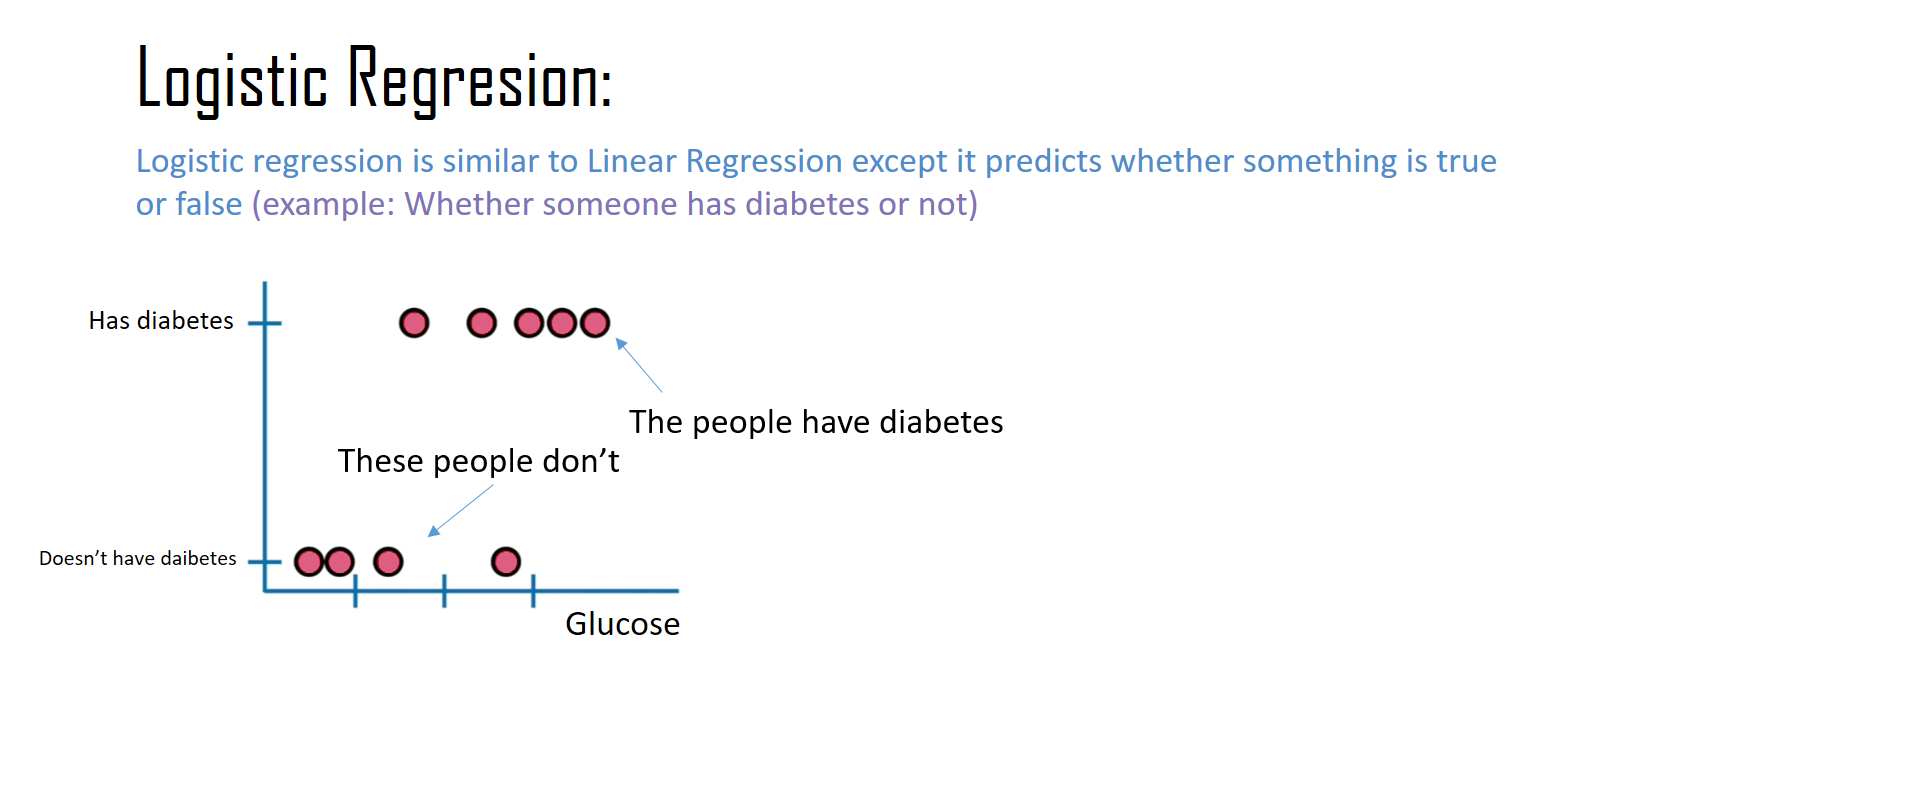 Logistic Regresion:
Logistic regression is similar to Linear Regression except it predicts whether something is true
or false (example: Whether someone has diabetes or not)
Has diabetes
The people have diabetes
These people don’t
Doesn’t have daibetes
Glucose